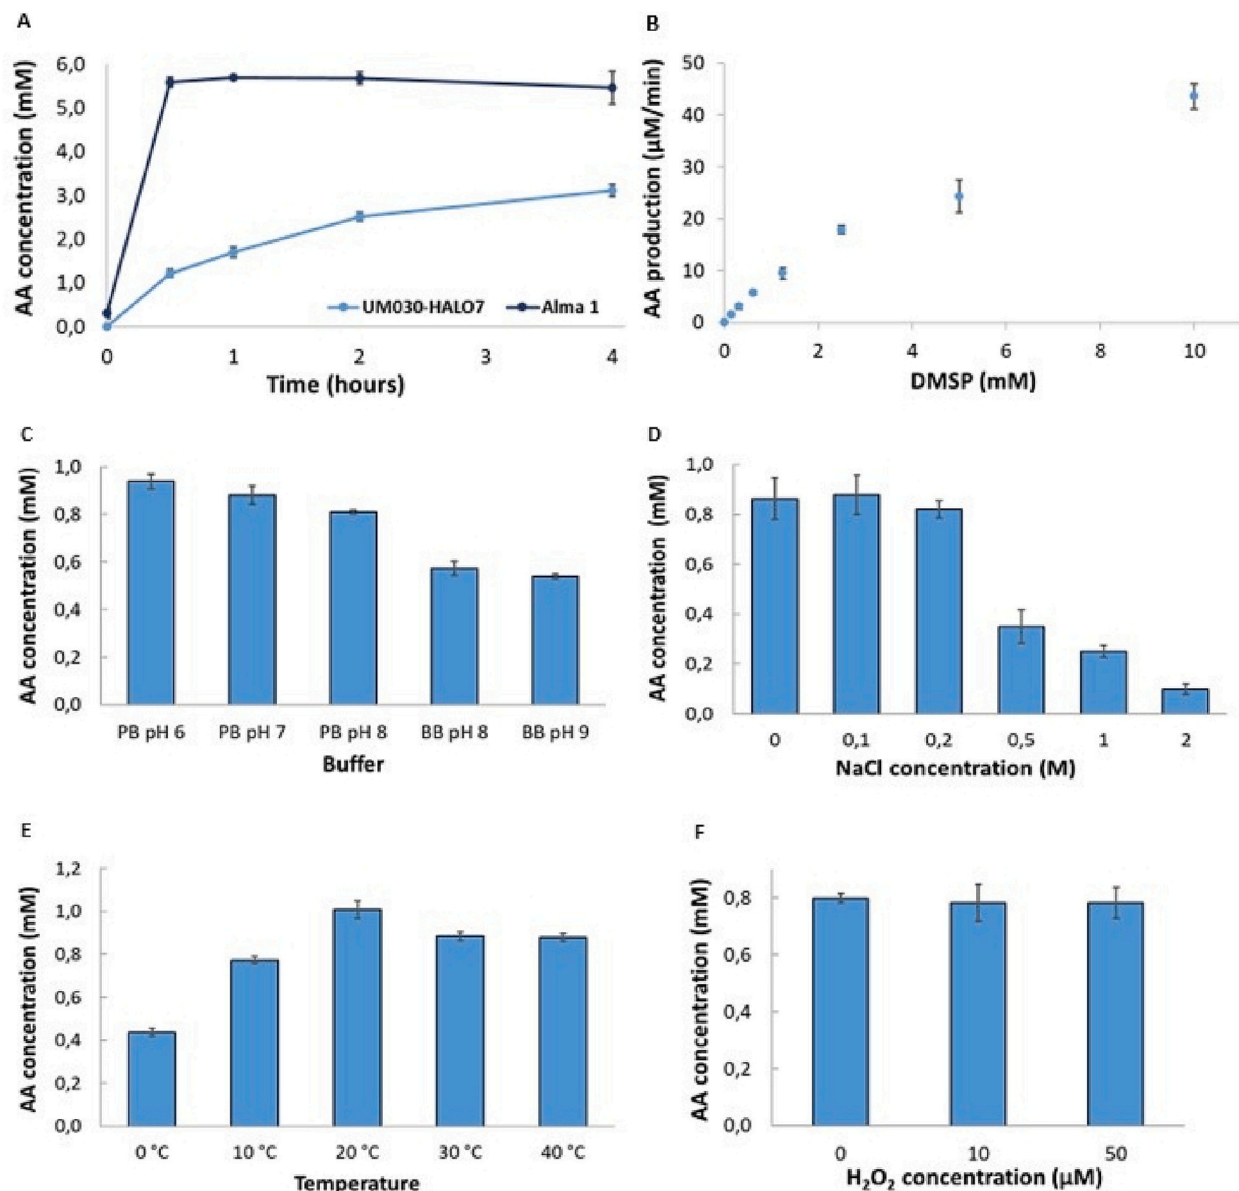 A
AA concentration (mM)
6,0
5,0
4,0
3,0
2,0
1,0
0,0
UM030-HALO7 Alma 1
0 1 2 3 4
Time (hours)
B
AA production (µM/min)
50
40
30
20
10
0
0 2 4 6 8 10
DMSP (mM)
C
AA concentration (mM)
1,0
0,8
0,6
0,4
0,2
0,0
PB pH 6 PB pH 7 PB pH 8 BB pH 8 BB pH 9
Buffer
D
AA concentration (mM)
1,0
0,8
0,6
0,4
0,2
0,0
0 0,1 0,2 0,5 1 2
NaCl concentration (M)
E
AA concentration (mM)
1,2
1,0
0,8
0,6
0,4
0,2
0,0
0 °C 10 °C 20 °C 30 °C 40 °C
Temperature
F
AA concentration (mM)
0,8
0,6
0,4
0,2
0,0
0 10 50
H₂O₂ concentration (µM)